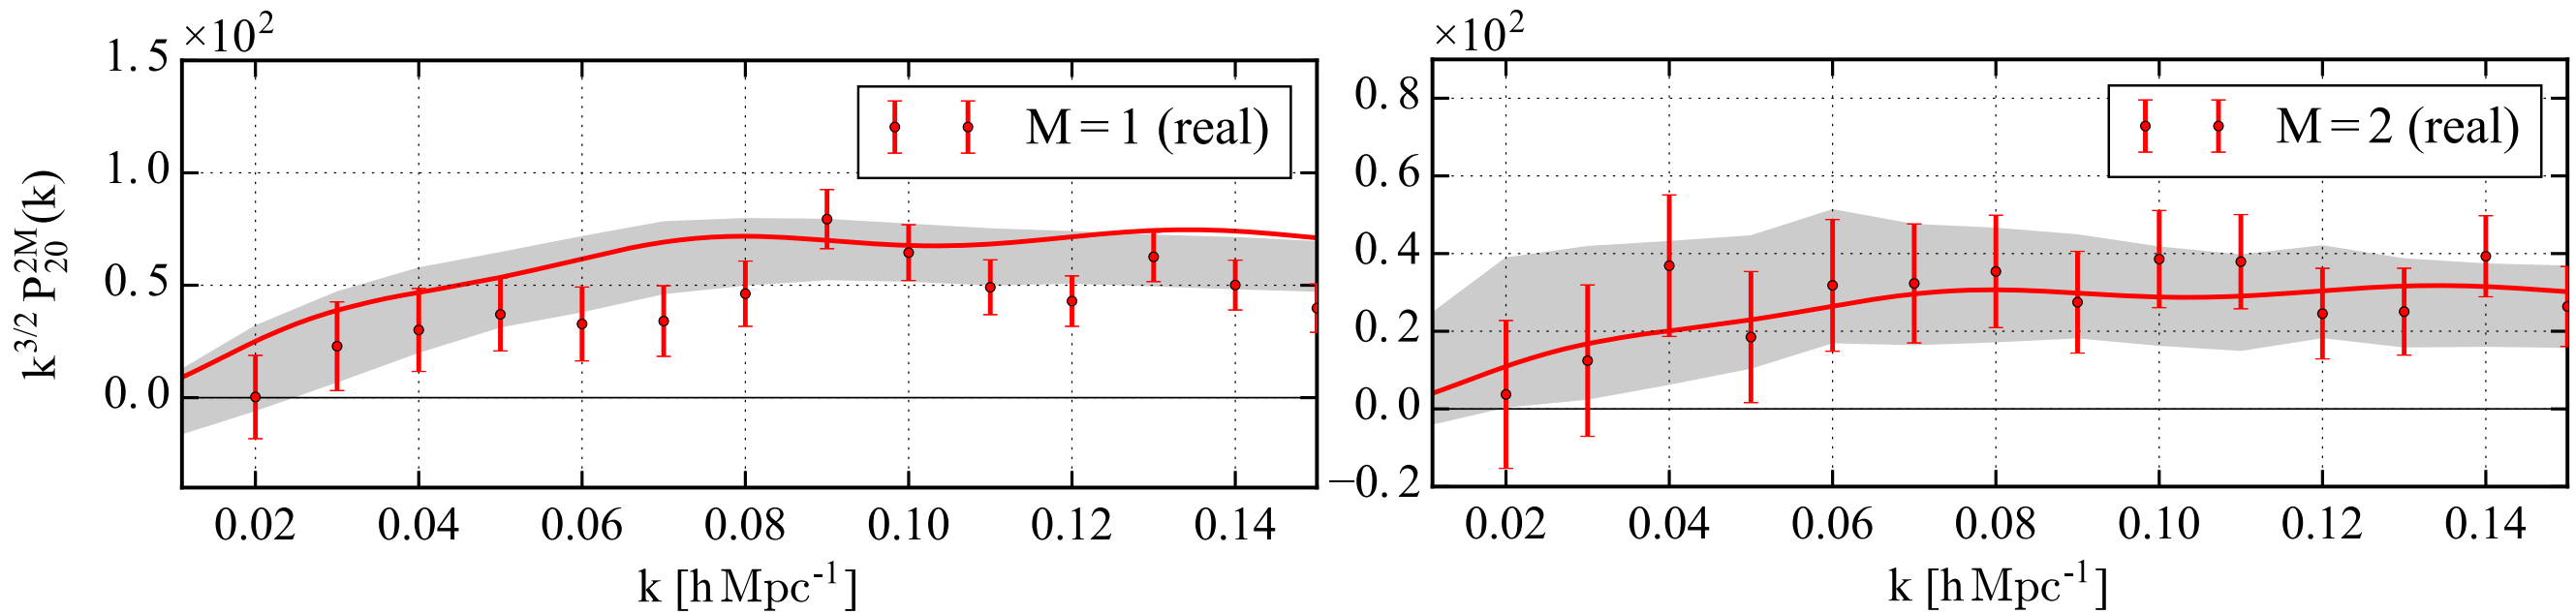 ×10²
1.5
1.0
0.5
0.0
k^{3/2} P^{2M}_{20}(k)
M = 1 (real)
0.02 0.04 0.06 0.08 0.10 0.12 0.14
k [h Mpc⁻¹]
×10²
0.8
0.6
0.4
0.2
0.0
−0.2
M = 2 (real)
0.02 0.04 0.06 0.08 0.10 0.12 0.14
k [h Mpc⁻¹]